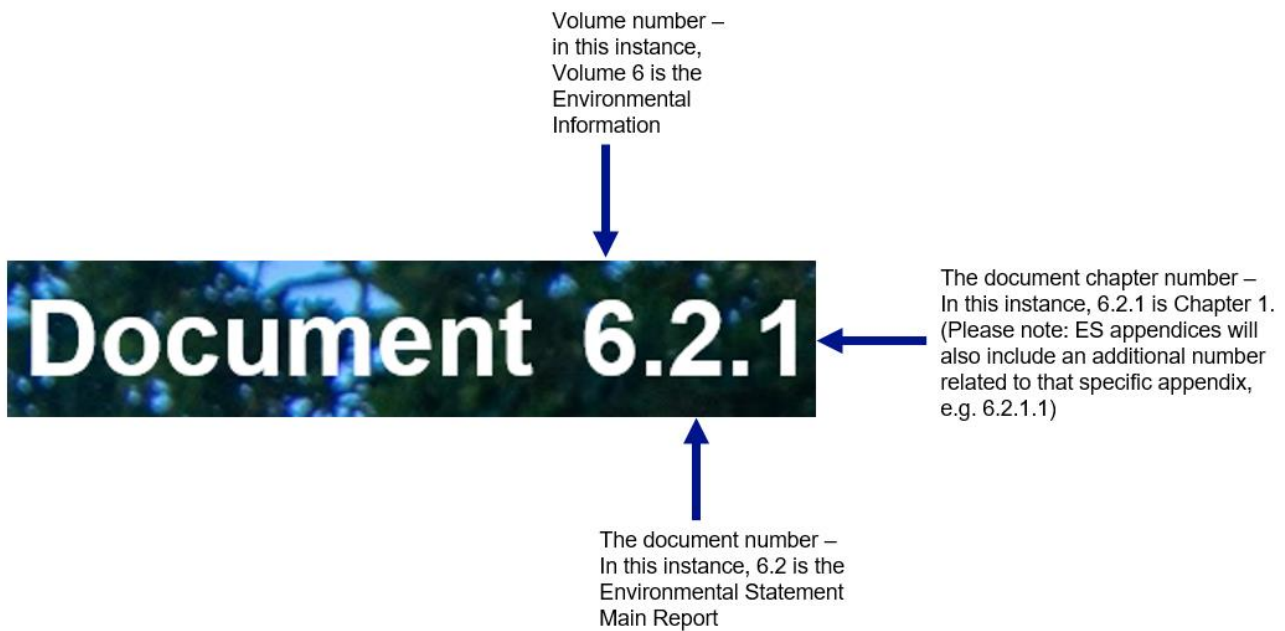 Volume number –
in this instance,
Volume 6 is the
Environmental
Information
Document 6.2.1
The document chapter number –
In this instance, 6.2.1 is Chapter 1.
(Please note: ES appendices will
also include an additional number
related to that specific appendix,
e.g. 6.2.1.1)
The document number –
In this instance, 6.2 is the
Environmental Statement
Main Report